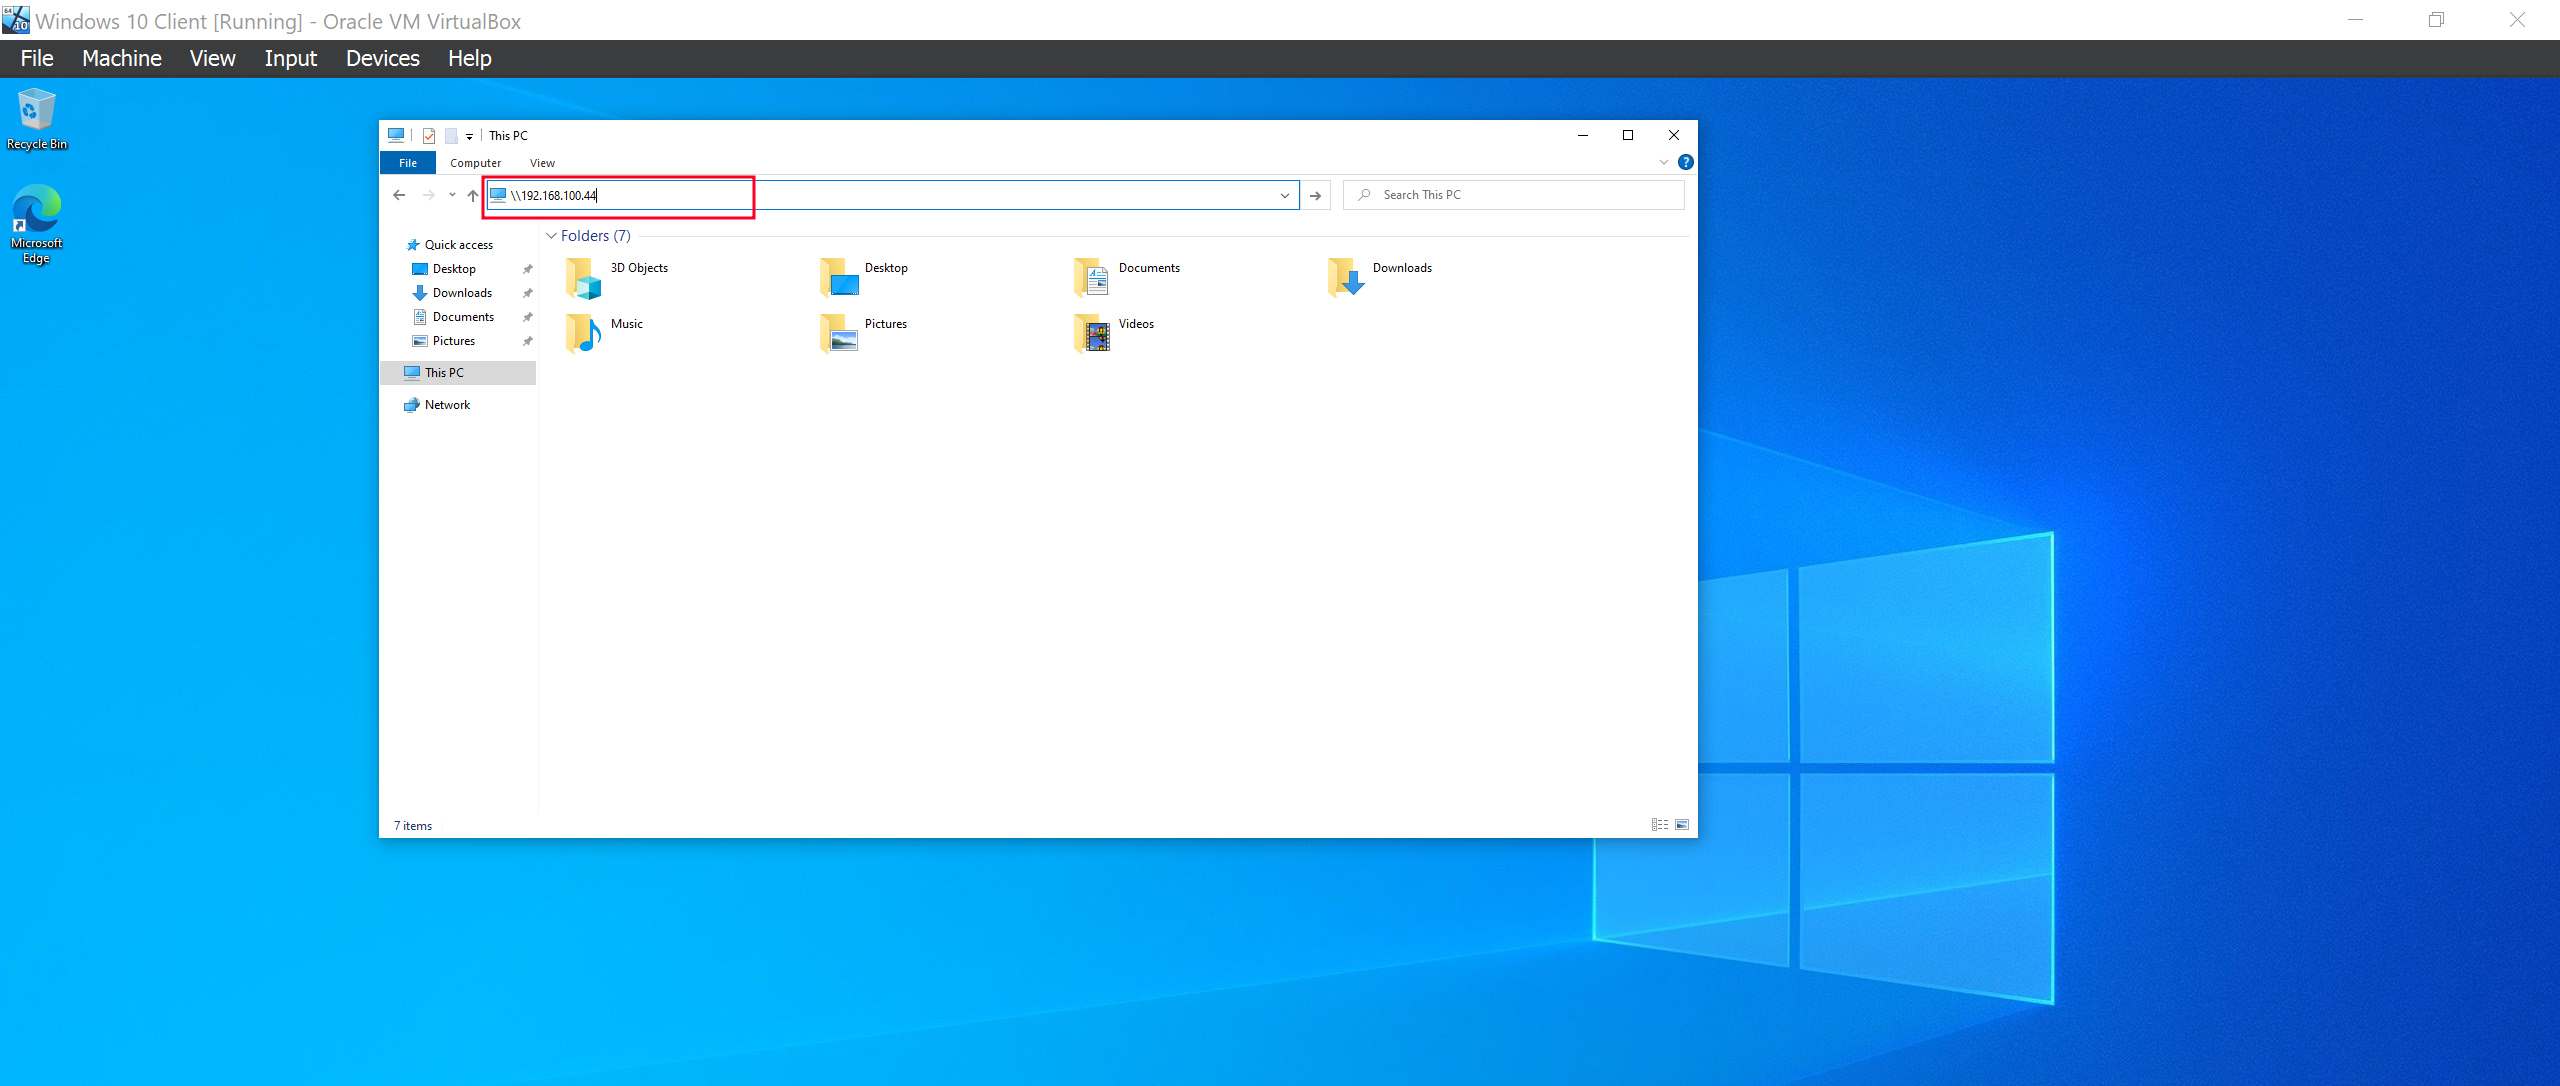 Windows 10 Client [Running] - Oracle VM VirtualBox
File Machine View Input Devices Help
Recycle Bin
Microsoft
Edge
This PC
File Computer View
\\192.168.100.44
Search This PC
Quick access
Desktop
Downloads
Documents
Pictures
This PC
Network
Folders (7)
3D Objects
Desktop
Documents
Downloads
Music
Pictures
Videos
7 items